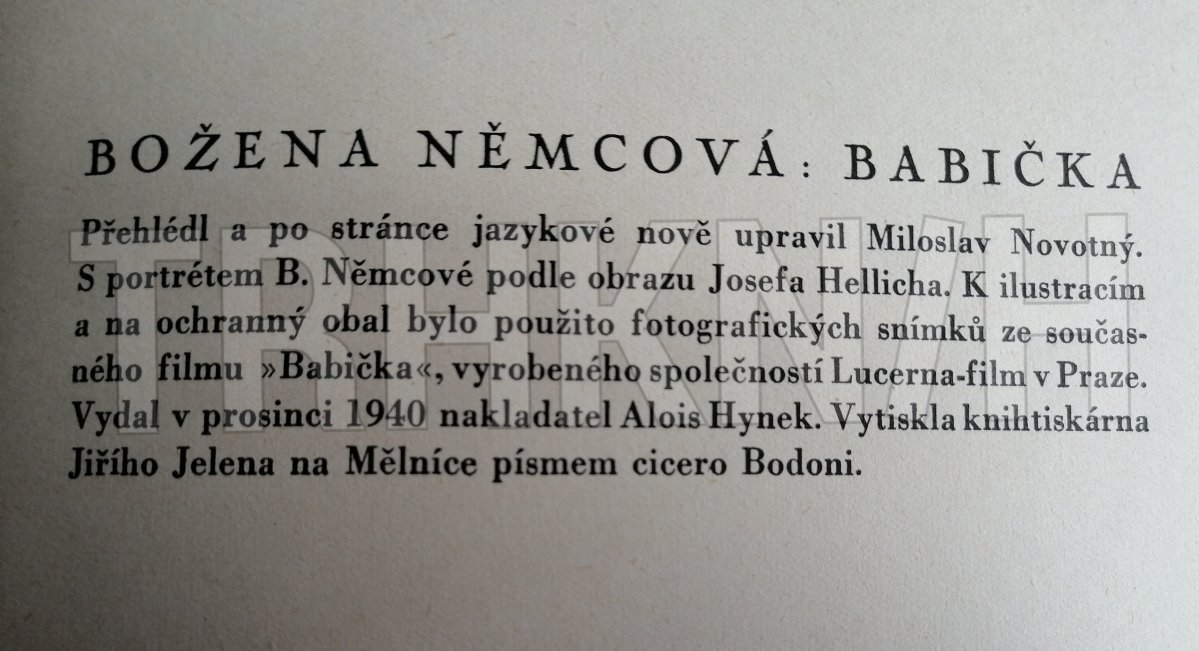 BOŽENA NĚMCOVÁ: BABIČKA
Přehlédl a po stránce jazykové nově upravil Miloslav Novotný.
S portrétem B. Němcové podle obrazu Josefa Hellicha. K ilustracím
a na ochranný obal bylo použito fotografických snímků ze součas-
ného filmu »Babička«, vyrobeného společností Lucerna-film v Praze.
Vydal v prosinci 1940 nakladatel Alois Hynek. Vytiskla knihtiskárna
Jiřího Jelena na Mělníce písmem cicero Bodoni.
TRHKNIH